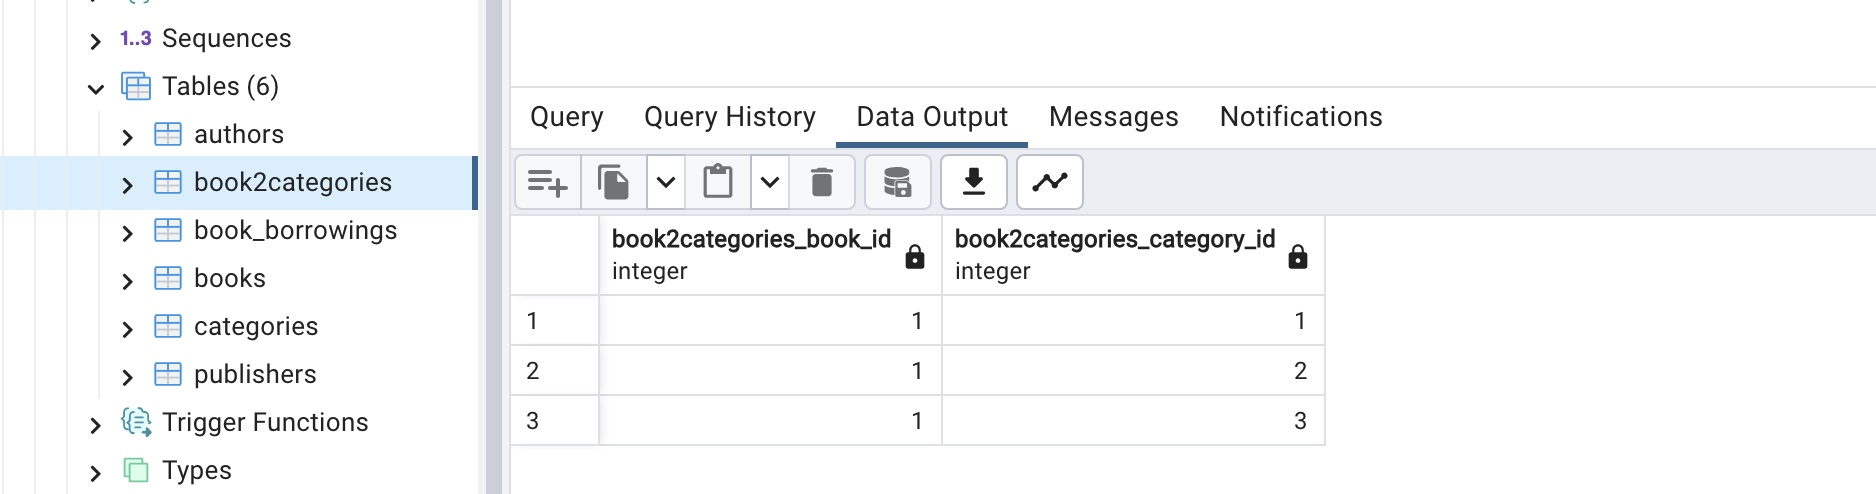 1..3 Sequences
Tables (6)
authors
book2categories
book_borrowings
books
categories
publishers
Trigger Functions
Types
Query Query History Data Output Messages Notifications
book2categories_book_id book2categories_category_id
integer integer
1 1 1
2 1 2
3 1 3